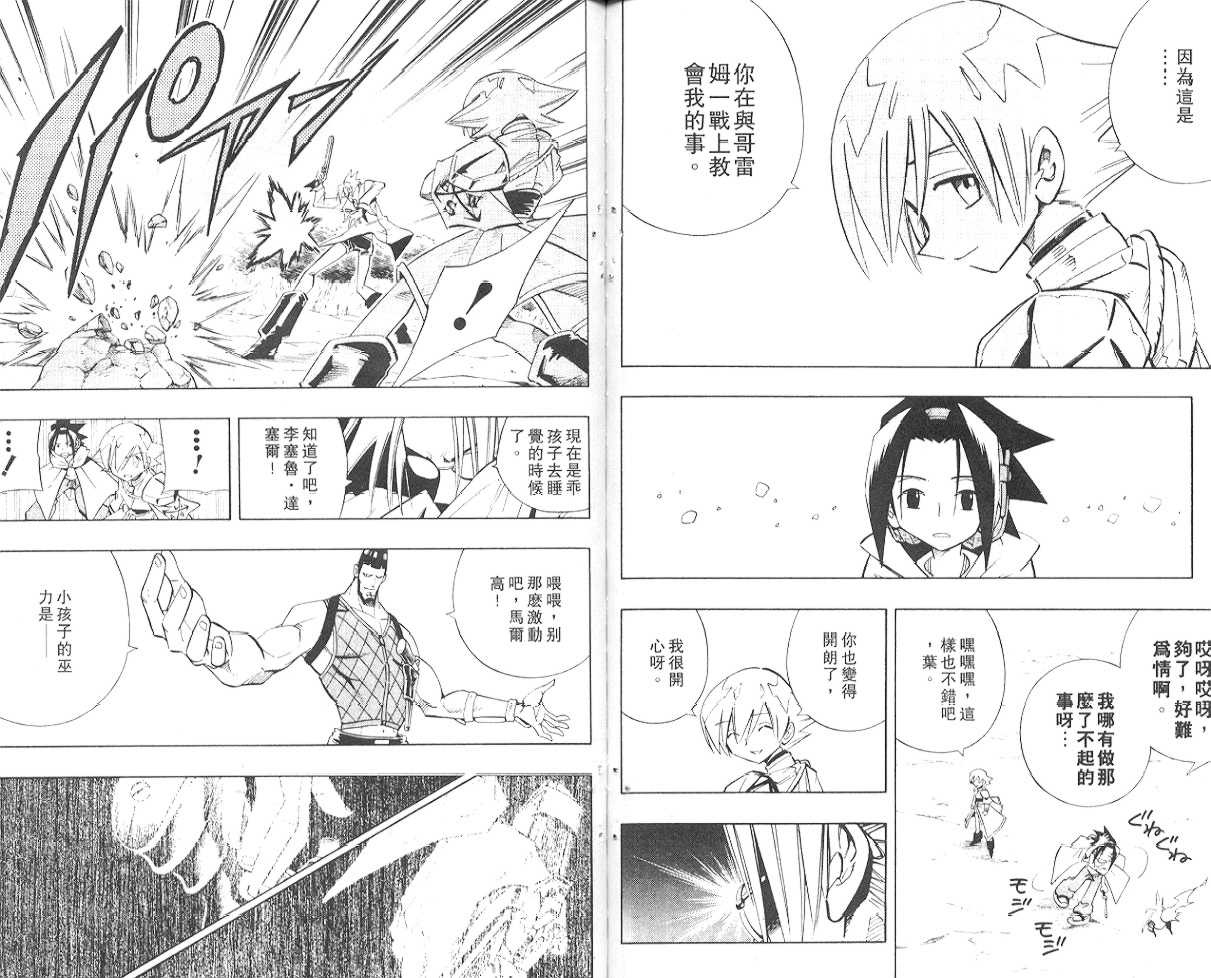 因為這是
……
你在與哥雷
姆一戰上教
會我的事。
哎呀哎呀，
夠了，好難
爲情啊。
我哪有做那
麼了不起的
事呀…
嘿嘿嘿，這
樣也不錯吧
，葉。
モジ
モジ
你也變得
開朗了，
我很開
心呀。
！
現在是乖
孩子去睡
覺的時候
了。
知道了吧，
李塞魯·達
塞爾！
…！
…！
喂喂，別
那麽激動
吧，馬爾
高！
小孩子的巫
力是──